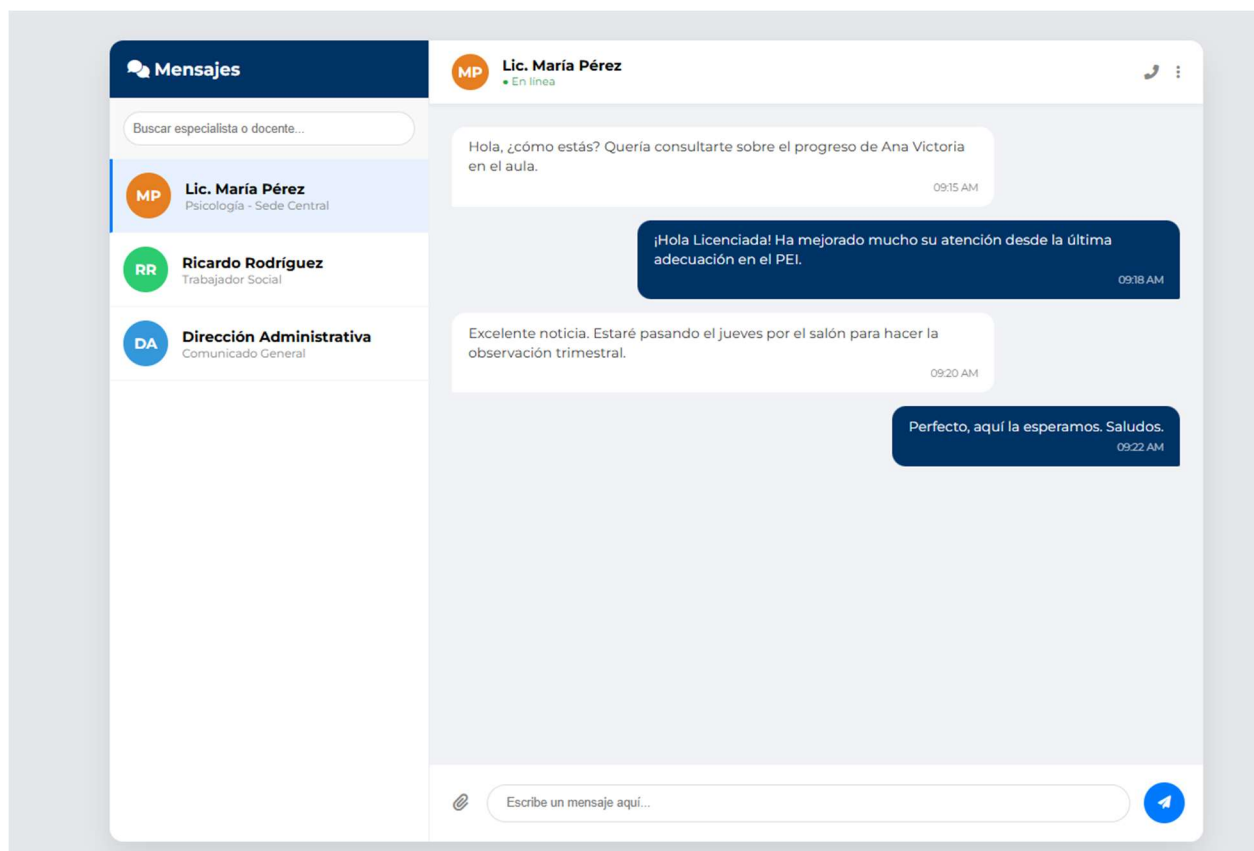 Mensajes
Buscar especialista o docente...
MP
Lic. María Pérez
Psicología - Sede Central
RR
Ricardo Rodríguez
Trabajador Social
DA
Dirección Administrativa
Comunicado General
MP
Lic. María Pérez
• En línea
Hola, ¿cómo estás? Quería consultarte sobre el progreso de Ana Victoria
en el aula.
09:15 AM
¡Hola Licenciada! Ha mejorado mucho su atención desde la última
adecuación en el PEI.
09:18 AM
Excelente noticia. Estaré pasando el jueves por el salón para hacer la
observación trimestral.
09:20 AM
Perfecto, aquí la esperamos. Saludos.
09:22 AM
Escribe un mensaje aquí...